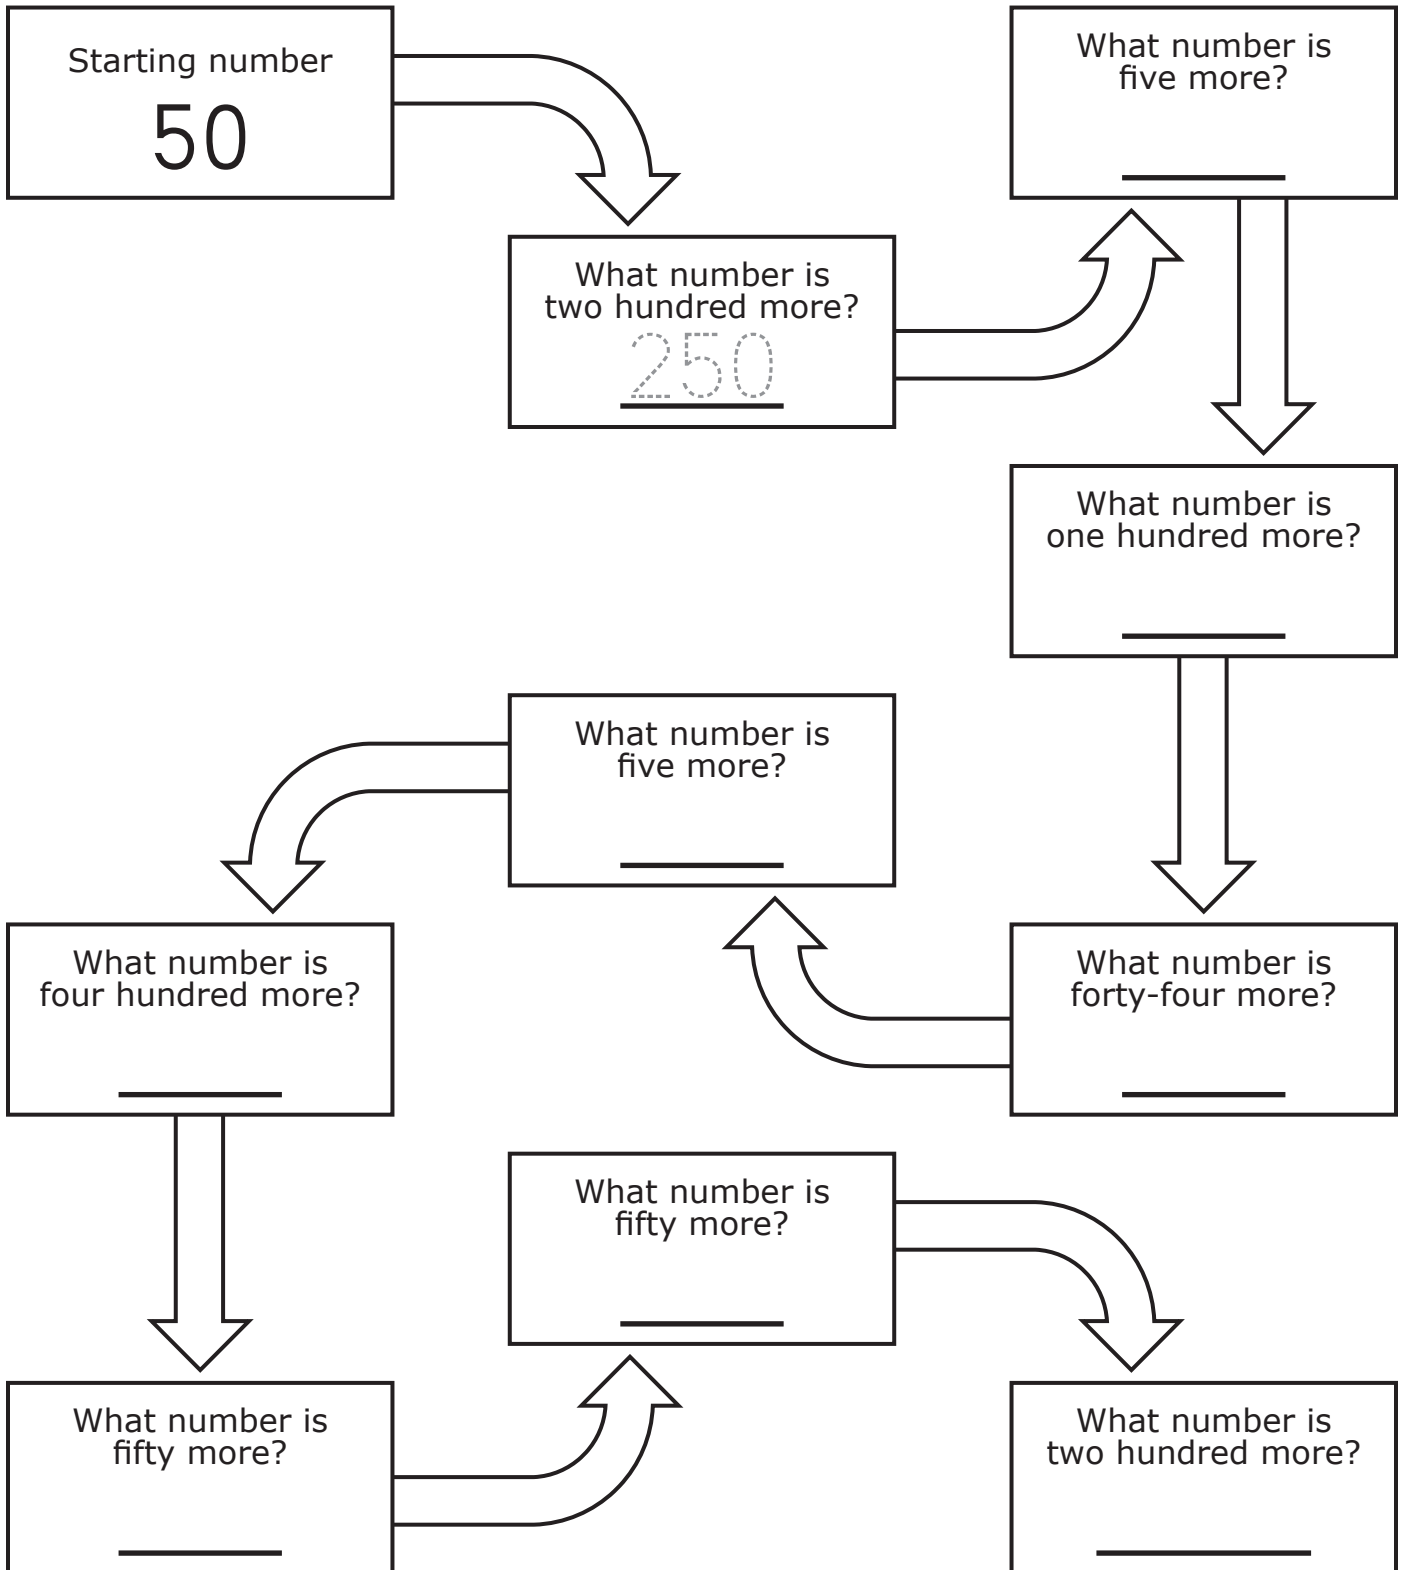 Starting number
50
What number is
two hundred more?
250
What number is
five more?
What number is
one hundred more?
What number is
forty-four more?
What number is
five more?
What number is
four hundred more?
What number is
fifty more?
What number is
fifty more?
What number is
two hundred more?